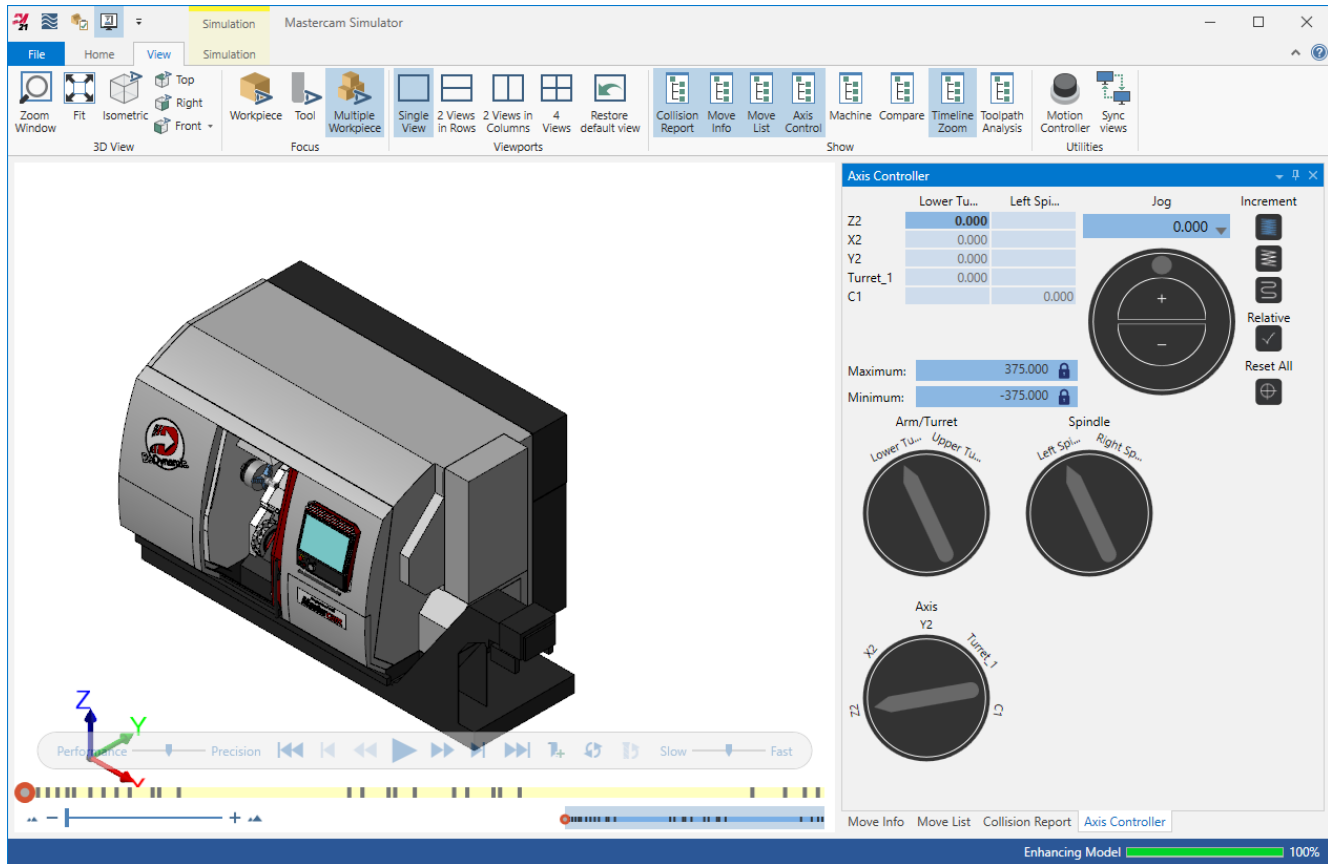 21
Simulation
Mastercam Simulator
File
Home
View
Simulation
Zoom Window
Fit
Isometric
Top
Right
Front
3D View
Workpiece
Tool
Multiple Workpiece
Focus
Single View
2 Views in Rows
2 Views in Columns
4 Views
Restore default view
Viewports
Collision Report
Move Info
Move List
Axis Control
Machine
Compare
Timeline Zoom
Toolpath Analysis
Show
Motion Controller
Sync views
Utilities
Axis Controller
Lower Tu... Left Spi... Jog Increment
Z2 0.000 0.000
X2 0.000
Y2 0.000
Turret_1 0.000
C1 0.000
+
−
Relative
Reset All
Maximum: 375.000
Minimum: -375.000
Arm/Turret
Lower Tu... Upper Tu...
Spindle
Left Spi... Right Sp...
Axis
Y2
X2
Turret_1
Z2
C1
Z
Y
Performance Precision Slow Fast
Move Info Move List Collision Report Axis Controller
Enhancing Model 100%